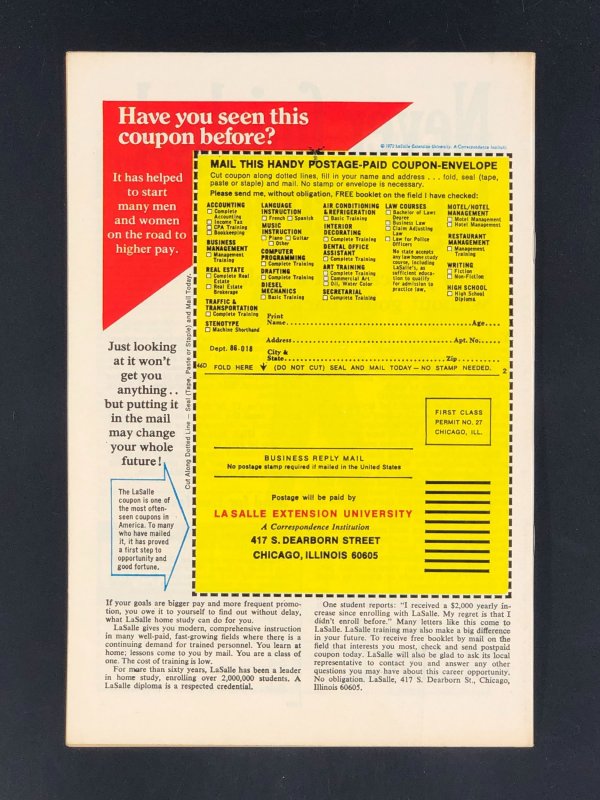 Have you seen this
coupon before?
It has helped
to start
many men
and women
on the road to
higher pay.
© 1972 LaSalle Extension University, A Correspondence Institution
MAIL THIS HANDY POSTAGE-PAID COUPON-ENVELOPE
Cut coupon along dotted lines, fill in your name and address . . . fold, seal (tape,
paste or staple) and mail. No stamp or envelope is necessary.
Please send me, without obligation, FREE booklet on the field I have checked:
ACCOUNTING
Complete
Accounting
Income Tax
CPA Training
Bookkeeping
BUSINESS
MANAGEMENT
Management
Training
REAL ESTATE
Complete Real
Estate
Real Estate
Brokerage
TRAFFIC &
TRANSPORTATION
Complete Training
STENOTYPE
Machine Shorthand
LANGUAGE
INSTRUCTION
French Spanish
MUSIC
INSTRUCTION
Piano Guitar
Other
COMPUTER
PROGRAMMING
Complete Training
DRAFTING
Complete Training
DIESEL
MECHANICS
Basic Training
AIR CONDITIONING
& REFRIGERATION
Basic Training
INTERIOR
DECORATING
Complete Training
DENTAL OFFICE
ASSISTANT
Complete Training
ART TRAINING
Complete Training
Commercial Art
Oil, Water Color
SECRETARIAL
Complete Training
LAW COURSES
Bachelor of Laws
Degree
Business Law
Claim Adjusting
Law
Law for Police
Officers
No state accepts
any law home study
course, including
LaSalle's, as
sufficient educa-
tion to qualify
for admission to
practice law.
MOTEL/HOTEL
MANAGEMENT
Motel Management
Hotel Management
RESTAURANT
MANAGEMENT
Management
Training
WRITING
Fiction
Non-Fiction
HIGH SCHOOL
High School
Diploma
Print
Name Age
Address Apt. No.
Dept. 86-018
City &
State Zip
46D FOLD HERE (DO NOT CUT) SEAL AND MAIL TODAY—NO STAMP NEEDED. 2
Cut Along Dotted Line — Seal (Tape, Paste or Staple) and Mail Today.
Just looking
at it won't
get you
anything . .
but putting it
in the mail
may change
your whole
future!
The LaSalle
coupon is one of
the most often-
seen coupons in
America. To many
who have mailed
it, it has proved
a first step to
opportunity and
good fortune.
FIRST CLASS
PERMIT NO. 27
CHICAGO, ILL.
BUSINESS REPLY MAIL
No postage stamp required if mailed in the United States
Postage will be paid by
LA SALLE EXTENSION UNIVERSITY
A Correspondence Institution
417 S. DEARBORN STREET
CHICAGO, ILLINOIS 60605
If your goals are bigger pay and more frequent promo-
tion, you owe it to yourself to find out without delay,
what LaSalle home study can do for you.
LaSalle gives you modern, comprehensive instruction
in many well-paid, fast-growing fields where there is a
continuing demand for trained personnel. You learn at
home; lessons come to you by mail. You are a class of
one. The cost of training is low.
For more than sixty years, LaSalle has been a leader
in home study, enrolling over 2,000,000 students. A
LaSalle diploma is a respected credential.
One student reports: "I received a $2,000 yearly in-
crease since enrolling with LaSalle. My regret is that I
didn't enroll before." Many letters like this come to
LaSalle. LaSalle training may also make a big difference
in your future. To receive free booklet by mail on the
field that interests you most, check and send postpaid
coupon today. LaSalle will also be glad to ask its local
representative to contact you and answer any other
questions you may have about this career opportunity.
No obligation. LaSalle, 417 S. Dearborn St., Chicago,
Illinois 60605.